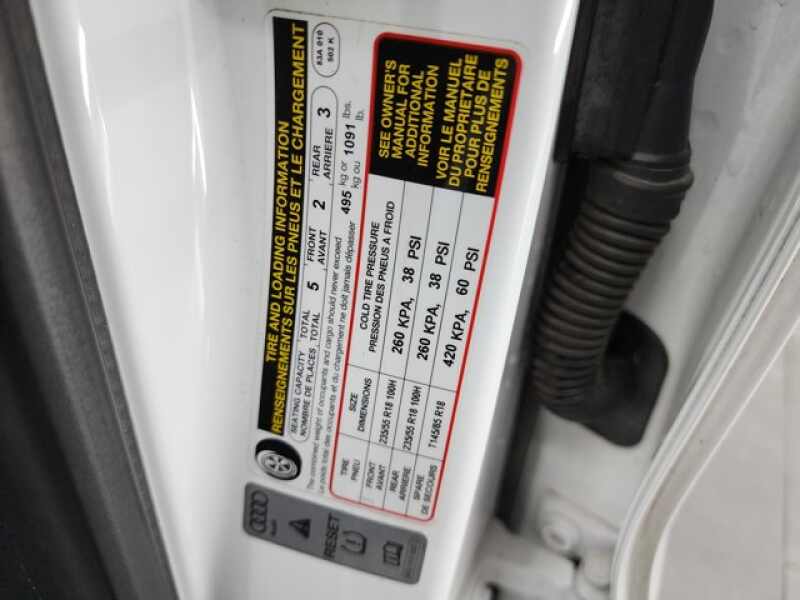 TIRE AND LOADING INFORMATION
RENSEIGNEMENTS SUR LES PNEUS ET LE CHARGEMENT
83A 010
502 K
SEATING CAPACITY TOTAL 5 FRONT 2 REAR 3
NOMBRE DE PLACES TOTAL AVANT ARRIERE
The combined weight of occupants and cargo should never exceed 495 kg or 1091 lbs.
Le poids total des occupants et du chargement ne doit jamais dépasser kg ou lb.
TIRE SIZE COLD TIRE PRESSURE
PNEU DIMENSIONS PRESSION DES PNEUS A FROID
FRONT 235/55 R18 100H 260 KPA, 38 PSI
AVANT
REAR 235/55 R18 100H 260 KPA, 38 PSI
ARRIERE
SPARE T145/85 R18 420 KPA, 60 PSI
DE SECOURS
SEE OWNER'S
MANUAL FOR
ADDITIONAL
INFORMATION
VOIR LE MANUEL
DU PROPRIETAIRE
POUR PLUS DE
RENSEIGNEMENTS
Audi
RESET